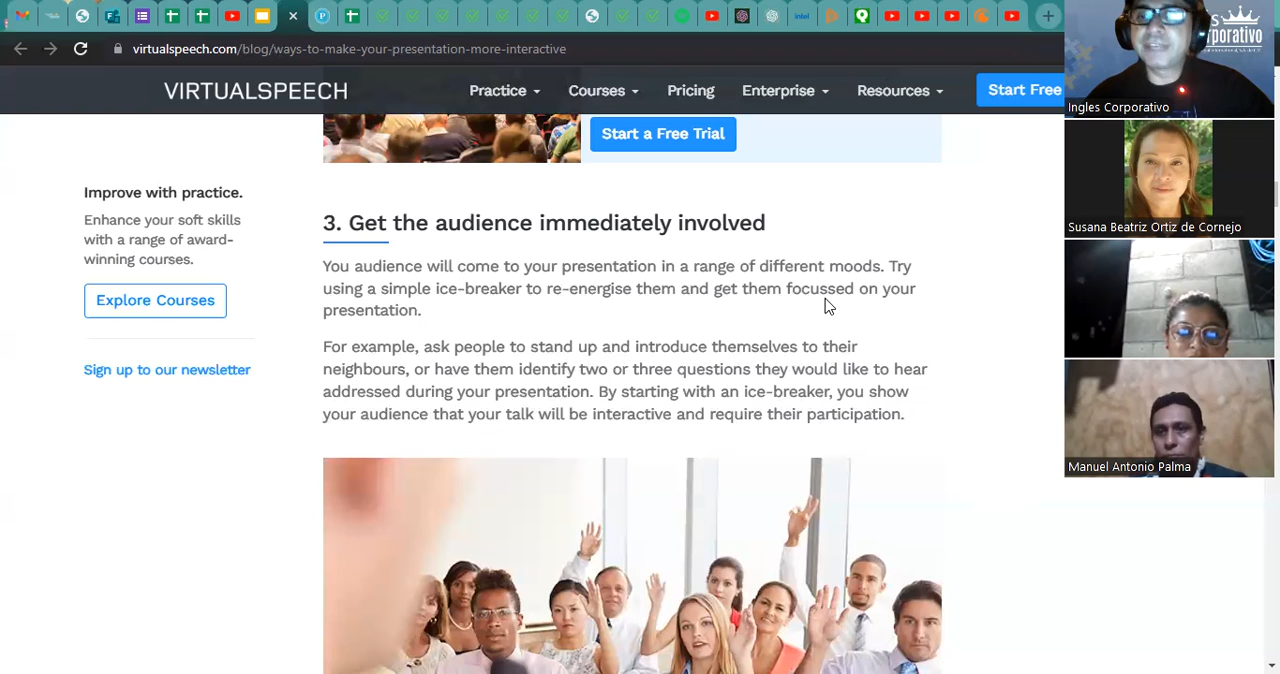 virtualspeech.com/blog/ways-to-make-your-presentation-more-interactive
VIRTUALSPEECH
Practice
Courses
Pricing
Enterprise
Resources
Start Free
Start a Free Trial
Improve with practice.
Enhance your soft skills
with a range of award-
winning courses.
Explore Courses
Sign up to our newsletter
3. Get the audience immediately involved
You audience will come to your presentation in a range of different moods. Try
using a simple ice-breaker to re-energise them and get them focussed on your
presentation.
For example, ask people to stand up and introduce themselves to their
neighbours, or have them identify two or three questions they would like to hear
addressed during your presentation. By starting with an ice-breaker, you show
your audience that your talk will be interactive and require their participation.
Ingles Corporativo
Susana Beatriz Ortiz de Cornejo
Manuel Antonio Palma